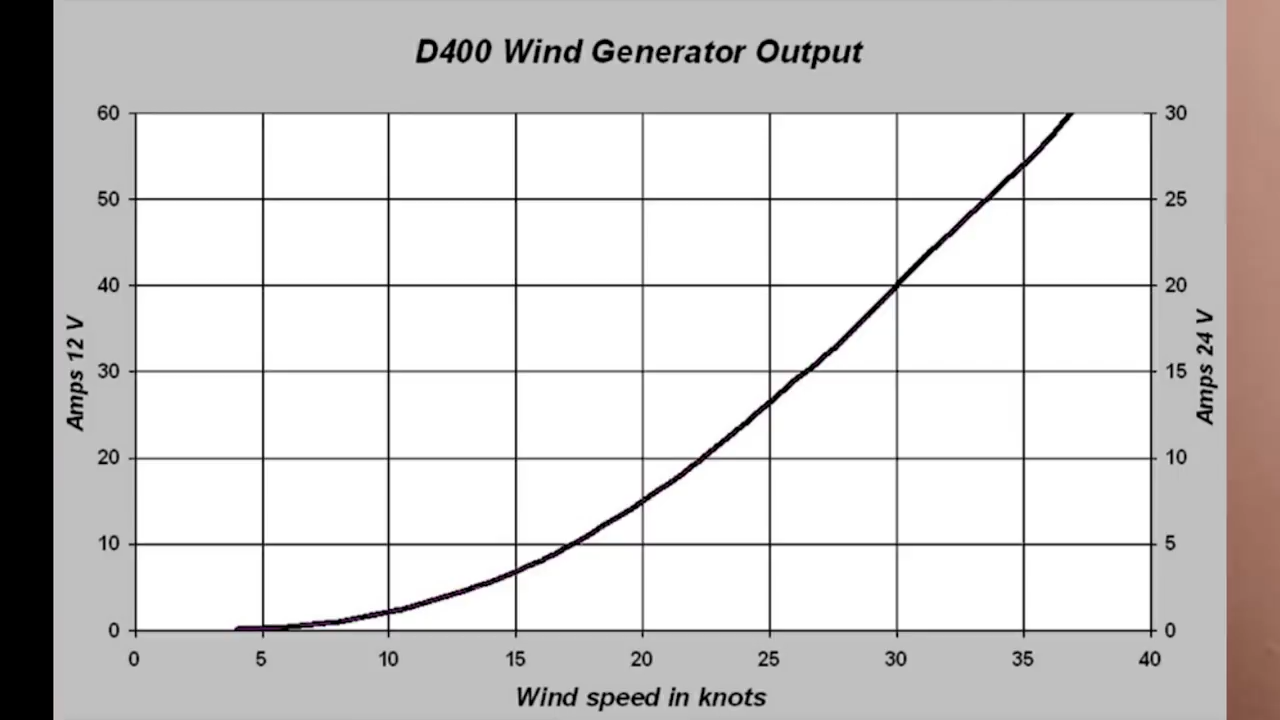 D400 Wind Generator Output
60 30
50 25
40 20
30 15
20 10
10 5
0 0
Amps 12 V
Amps 24 V
0 5 10 15 20 25 30 35 40
Wind speed in knots